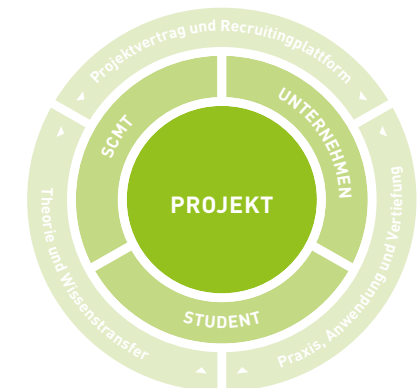 Projektvertrag und Recruitingplattform
SCMT
UNTERNEHMEN
PROJEKT
STUDENT
Theorie und Wissenstransfer
Praxis, Anwendung und Vertiefung